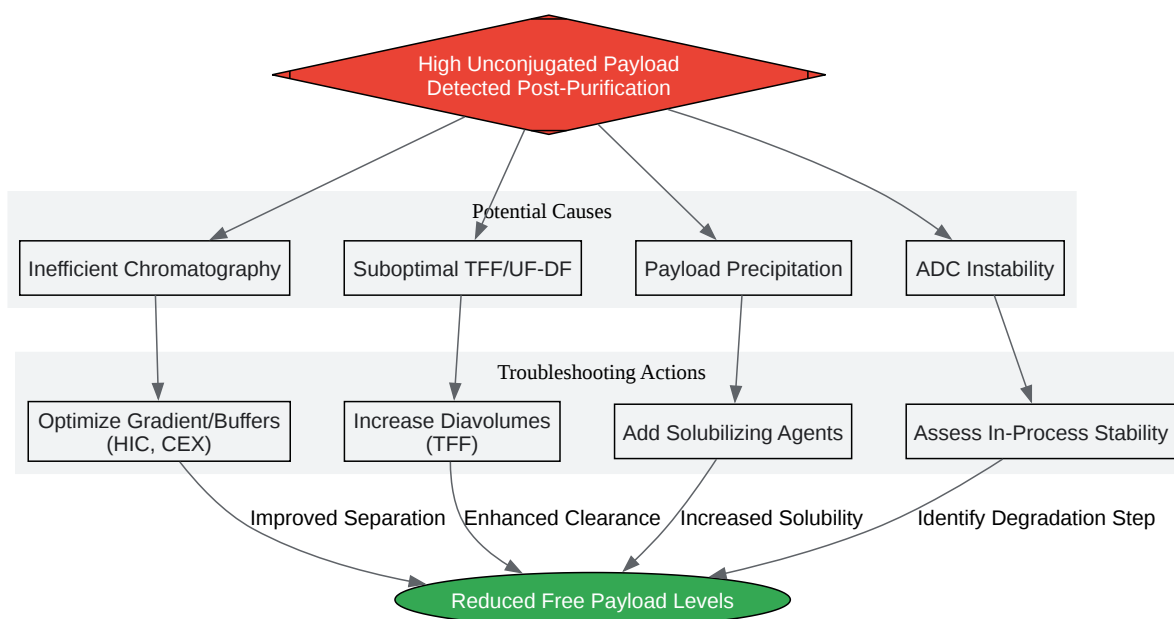 High Unconjugated Payload
Detected Post-Purification
Potential Causes
Inefficient Chromatography
Suboptimal TFF/UF-DF
Payload Precipitation
ADC Instability
Troubleshooting Actions
Optimize Gradient/Buffers
(HIC, CEX)
Increase Diavolumes
(TFF)
Add Solubilizing Agents
Assess In-Process Stability
Improved Separation
Enhanced Clearance
Increased Solubility
Identify Degradation Step
Reduced Free Payload Levels